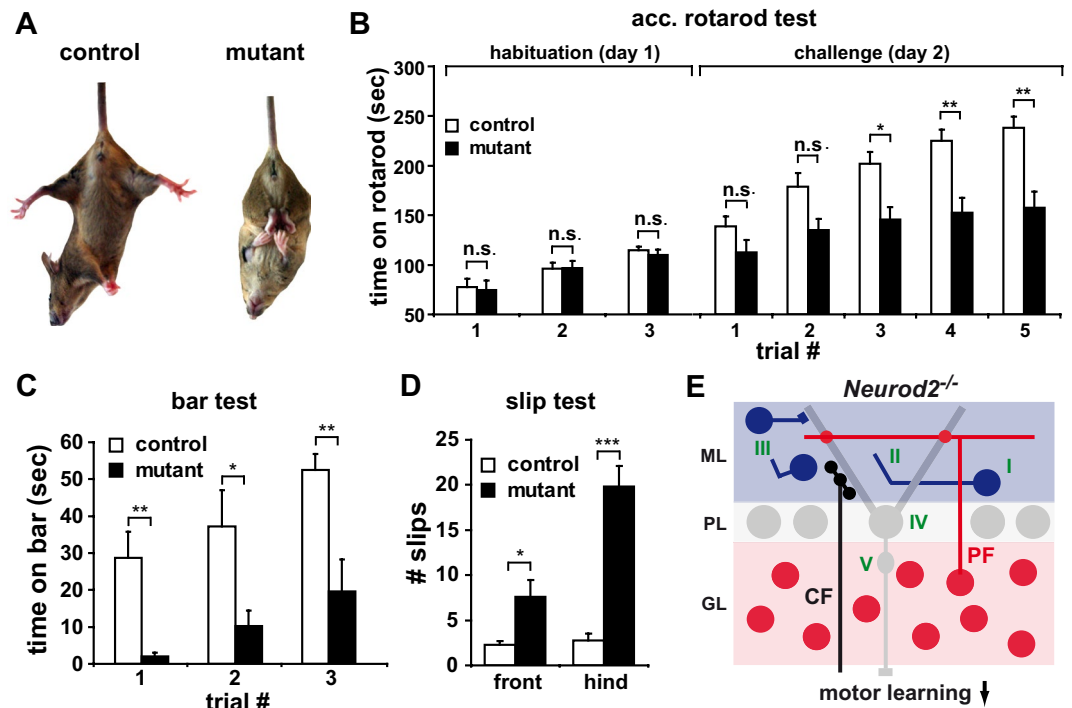 A
control
mutant
B
acc. rotarod test
habituation (day 1)
challenge (day 2)
time on rotarod (sec)
300
250
200
150
100
50
control
mutant
n.s.
n.s.
n.s.
n.s.
n.s.
*
**
**
1 2 3 1 2 3 4 5
trial #
C
bar test
time on bar (sec)
60
50
40
30
20
10
0
control
mutant
**
*
**
1 2 3
trial #
D
slip test
# slips
25
20
15
10
5
0
control
mutant
*
***
front hind
E
Neurod2-/-
ML
PL
GL
III
II
I
IV
V
PF
CF
motor learning